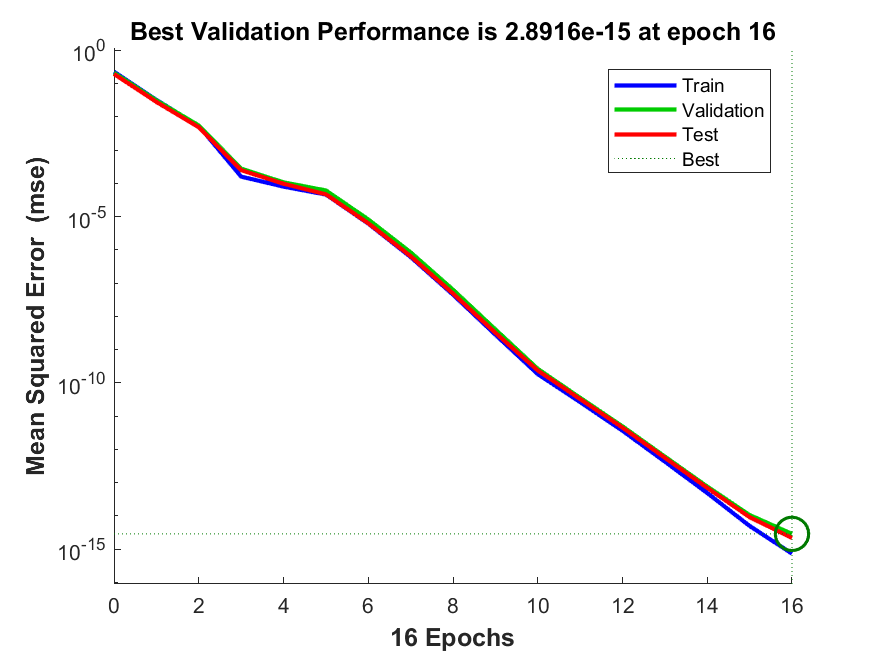 Best Validation Performance is 2.8916e-15 at epoch 16
Mean Squared Error  (mse)
10^0
10^-5
10^-10
10^-15
Train
Validation
Test
Best
0 2 4 6 8 10 12 14 16
16 Epochs